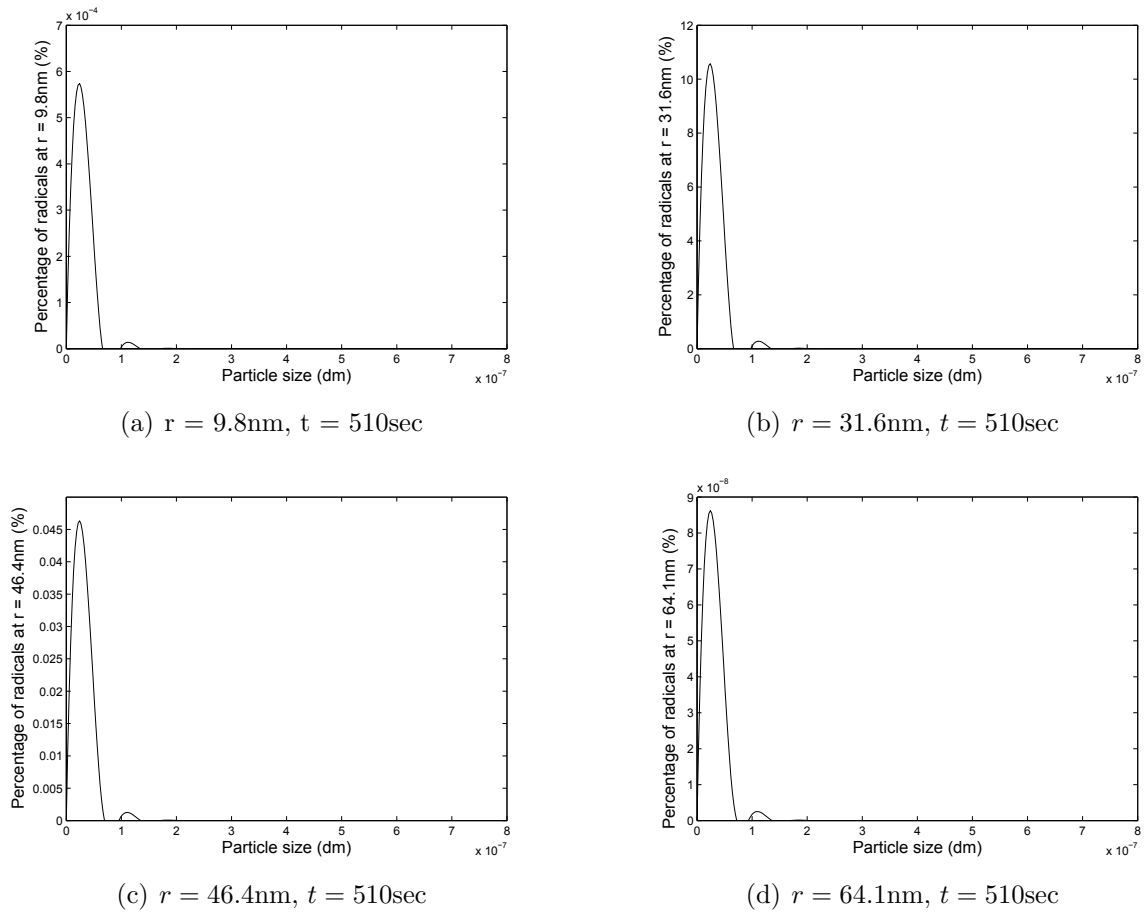 x 10⁻⁴
7
6
5
4
3
2
1
0
Percentage of radicals at r = 9.8nm (%)
0 1 2 3 4 5 6 7 8
Particle size (dm)
x 10⁻⁷
(a) r = 9.8nm, t = 510sec
12
10
8
6
4
2
0
Percentage of radicals at r = 31.6nm (%)
0 1 2 3 4 5 6 7 8
Particle size (dm)
x 10⁻⁷
(b) r = 31.6nm, t = 510sec
0.045
0.04
0.035
0.03
0.025
0.02
0.015
0.01
0.005
0
Percentage of radicals at r = 46.4nm (%)
0 1 2 3 4 5 6 7 8
Particle size (dm)
x 10⁻⁷
(c) r = 46.4nm, t = 510sec
x 10⁻⁸
9
8
7
6
5
4
3
2
1
0
Percentage of radicals at r = 64.1nm (%)
0 1 2 3 4 5 6 7 8
Particle size (dm)
x 10⁻⁷
(d) r = 64.1nm, t = 510sec